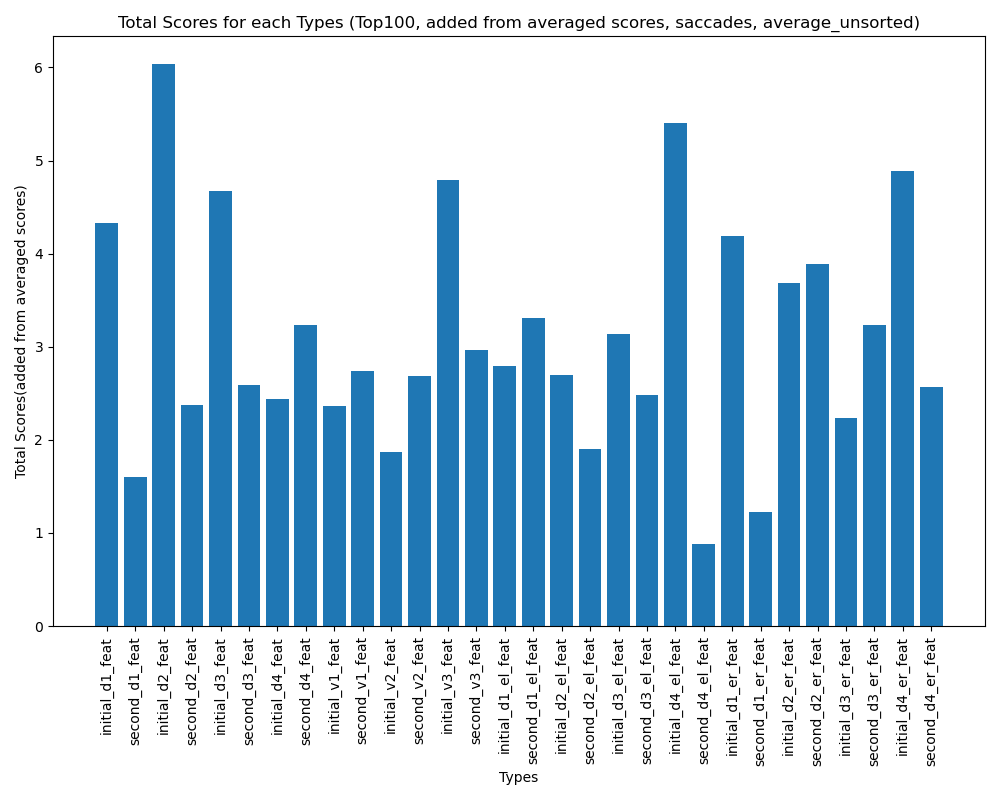 Total Scores for each Types (Top100, added from averaged scores, saccades, average_unsorted)
Total Scores(added from averaged scores)
6
5
4
3
2
1
0
initial_d1_feat
second_d1_feat
initial_d2_feat
second_d2_feat
initial_d3_feat
second_d3_feat
initial_d4_feat
second_d4_feat
initial_v1_feat
second_v1_feat
initial_v2_feat
second_v2_feat
initial_v3_feat
second_v3_feat
initial_d1_el_feat
second_d1_el_feat
initial_d2_el_feat
second_d2_el_feat
initial_d3_el_feat
second_d3_el_feat
initial_d4_el_feat
second_d4_el_feat
initial_d1_er_feat
second_d1_er_feat
initial_d2_er_feat
second_d2_er_feat
initial_d3_er_feat
second_d3_er_feat
initial_d4_er_feat
second_d4_er_feat
Types